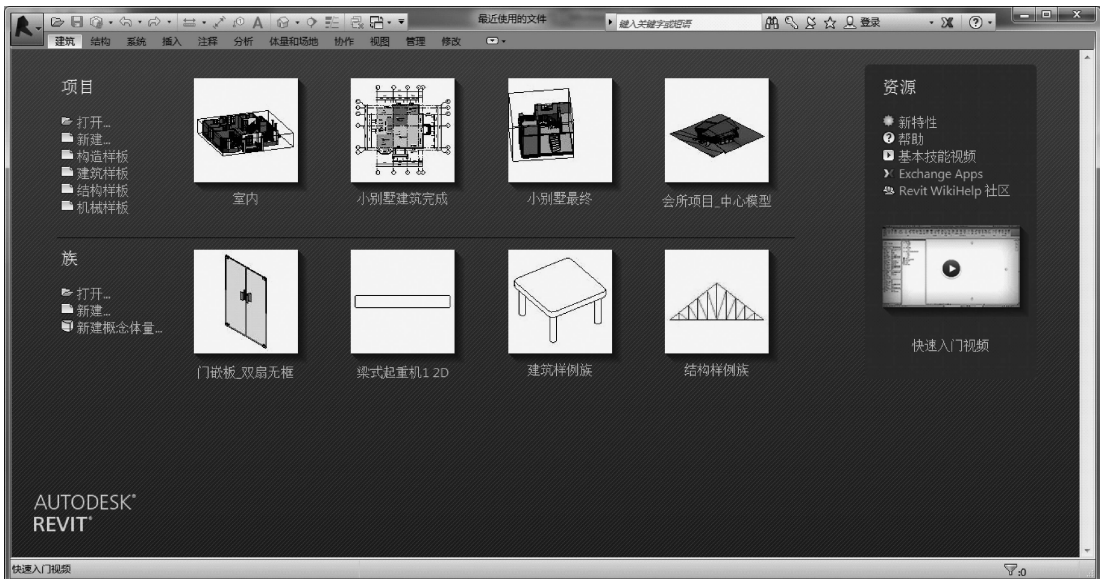 最近使用的文件
键入关键字或短语
登录
建筑 结构 系统 插入 注释 分析 体量和场地 协作 视图 管理 修改
项目
打开...
新建...
构造样板
建筑样板
结构样板
机械样板
室内
小别墅建筑完成
小别墅最终
会所项目_中心模型
族
打开...
新建...
新建概念体量...
门嵌板_双扇无框
梁式起重机1 2D
建筑样例族
结构样例族
资源
新特性
帮助
基本技能视频
Exchange Apps
Revit WikiHelp 社区
快速入门视频
AUTODESK®
REVIT®
快速入门视频
:0